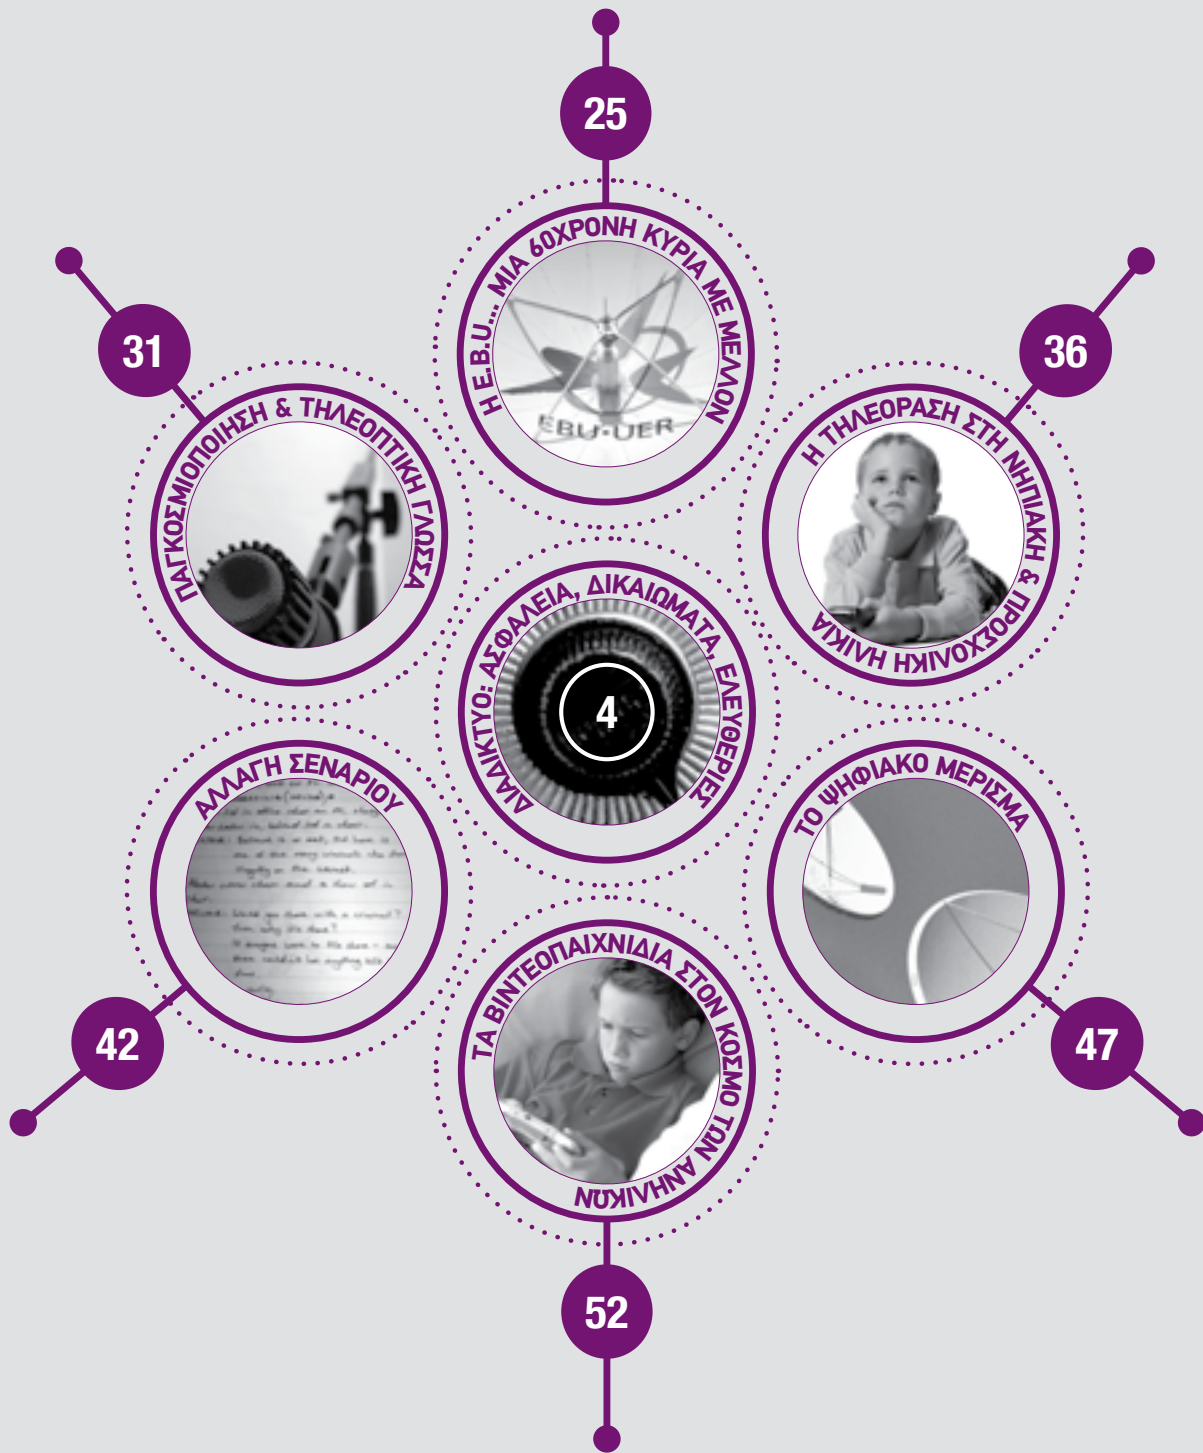 25
Η E.B.U... ΜΙΑ 60ΧΡΟΝΗ ΚΥΡΙΑ ΜΕ ΜΕΛΛΟΝ
EBU•UER
31
ΠΑΓΚΟΣΜΙΟΠΟΙΗΣΗ & ΤΗΛΕΟΠΤΙΚΗ ΓΛΩΣΣΑ
36
Η ΤΗΛΕΟΡΑΣΗ ΣΤΗ ΝΗΠΙΑΚΗ & ΠΡΟΣΧΟΛΙΚΗ ΗΛΙΚΙΑ
ΔΙΑΔΙΚΤΥΟ: ΑΣΦΑΛΕΙΑ, ΔΙΚΑΙΩΜΑΤΑ, ΕΛΕΥΘΕΡΙΕΣ
4
ΑΛΛΑΓΗ ΣΕΝΑΡΙΟΥ
42
ΤΟ ΨΗΦΙΑΚΟ ΜΕΡΙΣΜΑ
47
ΤΑ ΒΙΝΤΕΟΠΑΙΧΝΙΔΙΑ ΣΤΟΝ ΚΟΣΜΟ ΤΩΝ ΑΝΗΛΙΚΩΝ
52